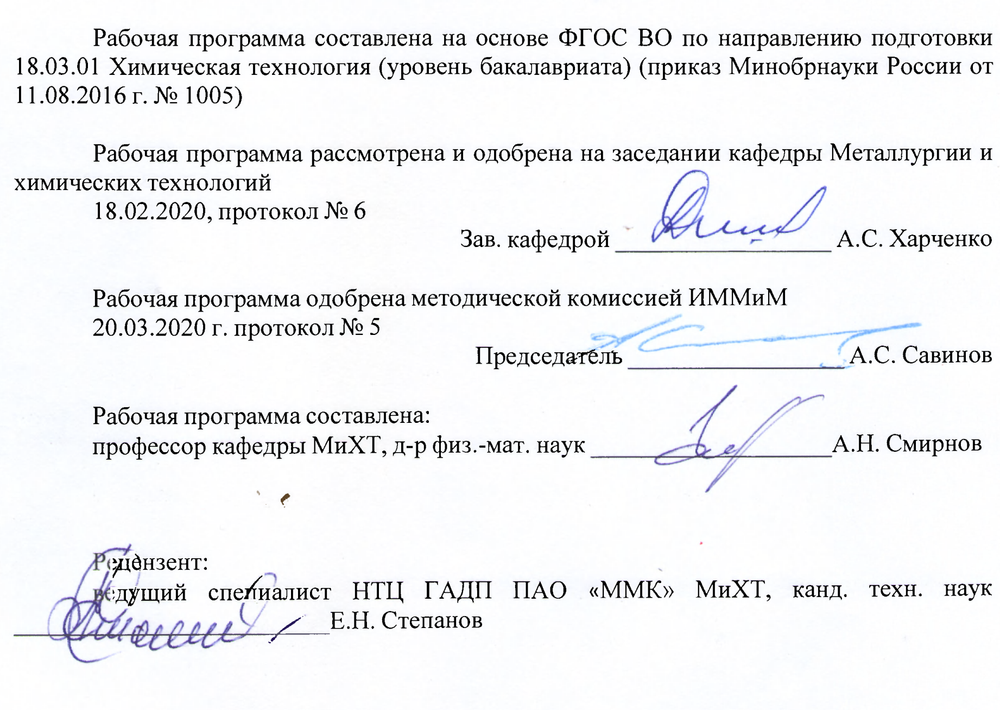 Рабочая программа составлена на основе ФГОС ВО по направлению подготовки
18.03.01 Химическая технология (уровень бакалавриата) (приказ Минобрнауки России от
11.08.2016 г. № 1005)
Рабочая программа рассмотрена и одобрена на заседании кафедры Металлургии и
химических технологий
18.02.2020, протокол № 6
Зав. кафедрой ____________ А.С. Харченко
Рабочая программа одобрена методической комиссией ИММиМ
20.03.2020 г. протокол № 5
Председатель ____________ А.С. Савинов
Рабочая программа составлена:
профессор кафедры МиХТ, д-р физ.-мат. наук ____________А.Н. Смирнов
Рецензент:
ведущий специалист НТЦ ГАДП ПАО «ММК» МиХТ, канд. техн. наук
____________Е.Н. Степанов